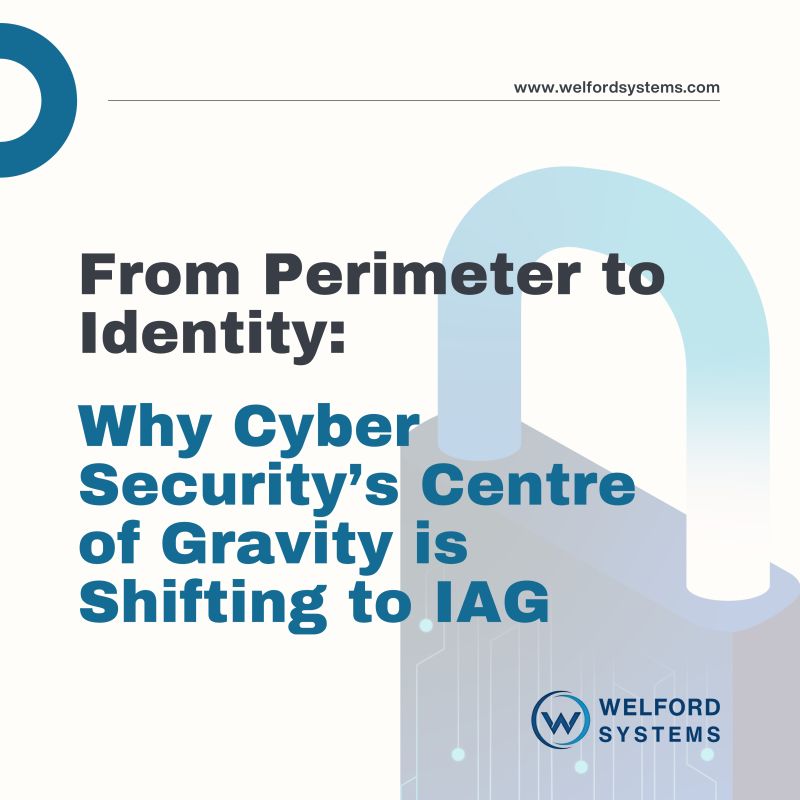 www.welfordsystems.com
From Perimeter to
Identity:
Why Cyber
Security’s Centre
of Gravity is
Shifting to IAG
W
WELFORD
SYSTEMS